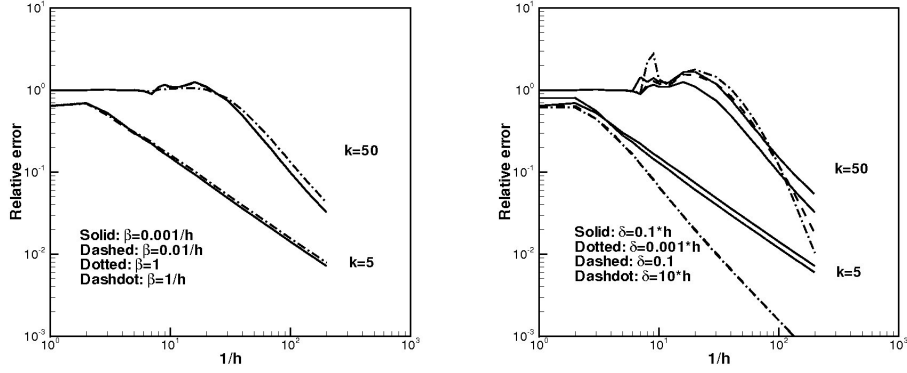 10^1
10^0
10^-1
10^-2
10^-3
Relative error
k=50
k=5
Solid: β=0.001/h
Dashed: β=0.01/h
Dotted: β=1
Dashdot: β=1/h
10^0
10^1
10^2
10^3
1/h
10^1
10^0
10^-1
10^-2
10^-3
Relative error
k=50
k=5
Solid: δ=0.1*h
Dotted: δ=0.001*h
Dashed: δ=0.1
Dashdot: δ=10*h
10^0
10^1
10^2
10^3
1/h